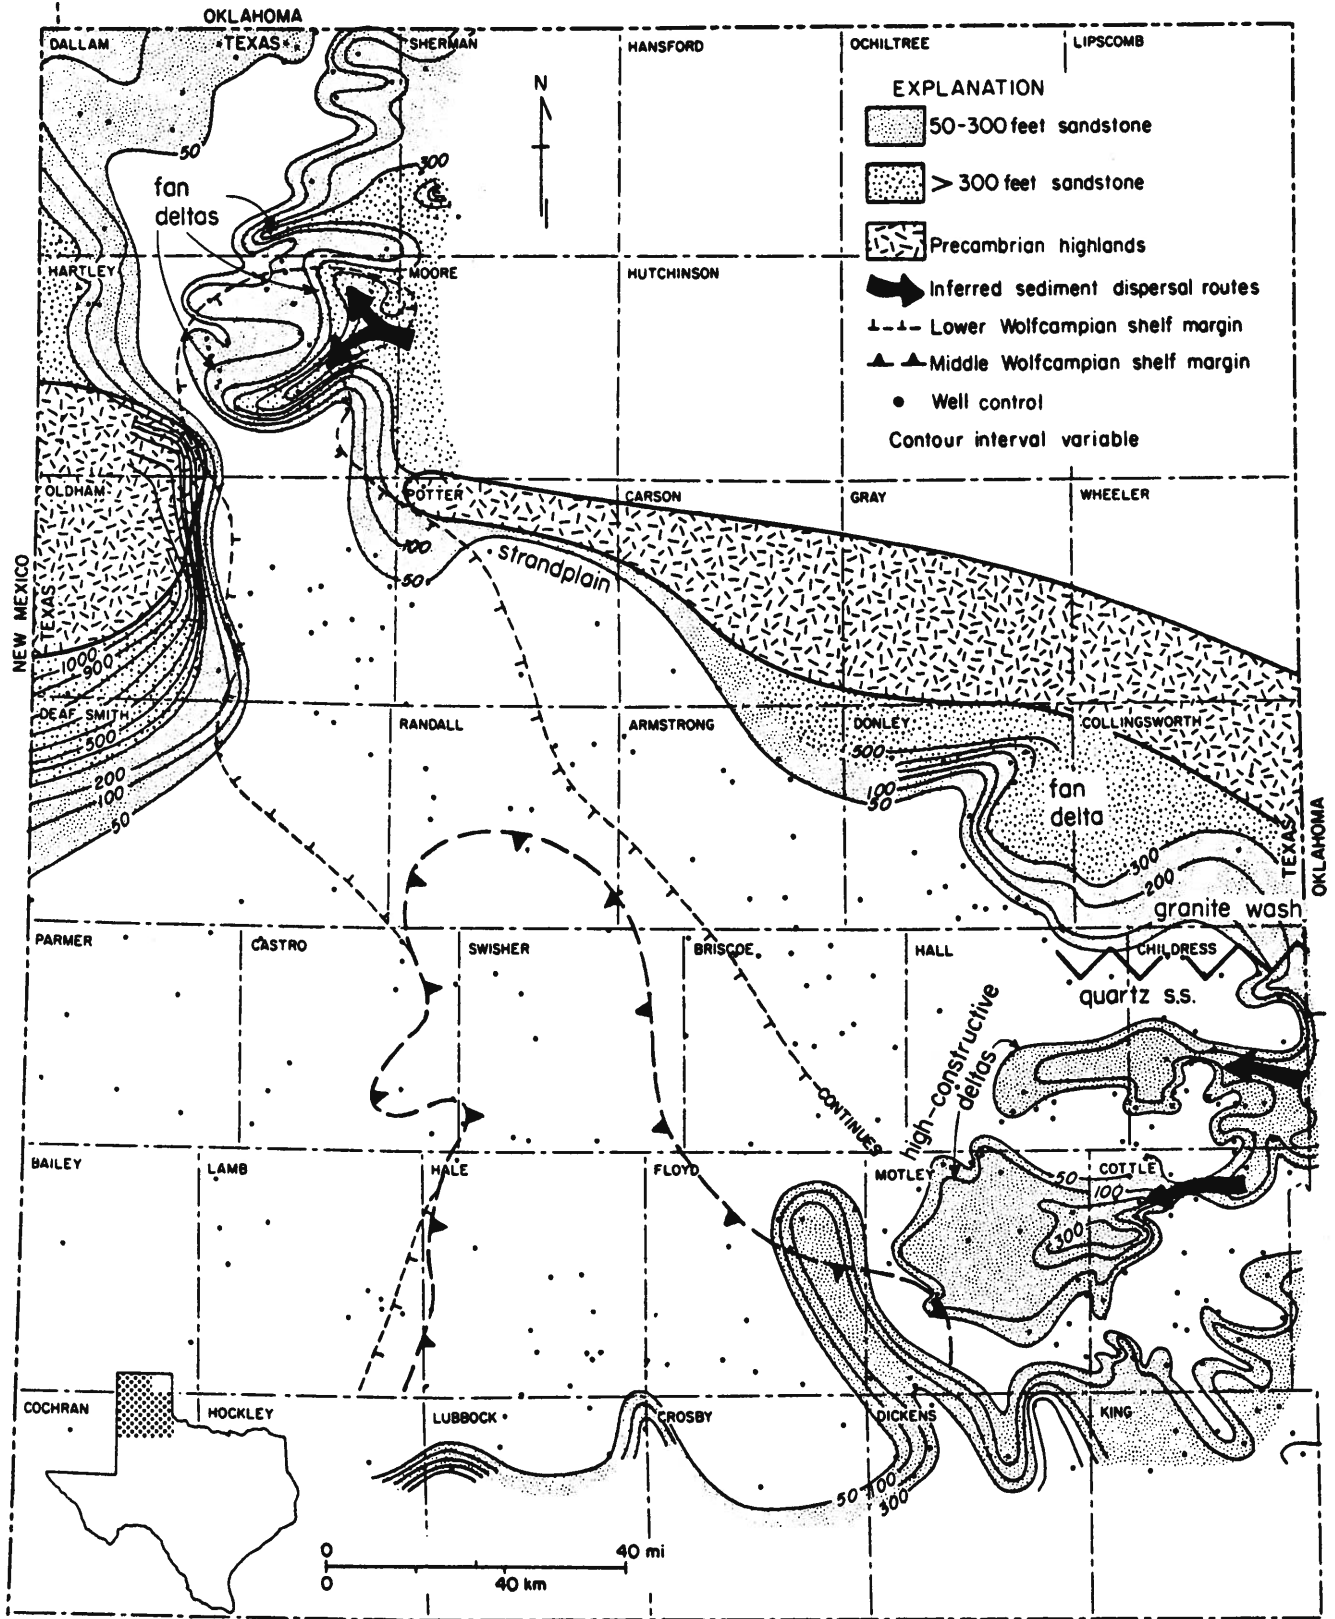 OKLAHOMA
TEXAS
DALLAM
SHERMAN
HANSFORD
OCHILTREE
LIPSCOMB
N
EXPLANATION
50-300 feet sandstone
> 300 feet sandstone
Precambrian highlands
Inferred sediment dispersal routes
Lower Wolfcampian shelf margin
Middle Wolfcampian shelf margin
Well control
Contour interval variable
50
300
fan
deltas
HARTLEY
MOORE
HUTCHINSON
OLDHAM
POTTER
CARSON
GRAY
WHEELER
100
50
strandplain
NEW MEXICO
TEXAS
1000
900
DEAF SMITH
500
200
100
50
RANDALL
ARMSTRONG
DONLEY
COLLINGSWORTH
500
100
50
fan
delta
300
200
granite wash
TEXAS
OKLAHOMA
PARMER
CASTRO
SWISHER
BRISCOE
HALL
CHILDRESS
quartz s.s.
high-constructive
deltas
CONTINUES
BAILEY
LAMB
HALE
FLOYD
MOTLEY
COTTLE
50
100
300
COCHRAN
HOCKLEY
LUBBOCK
CROSBY
DICKENS
KING
50
100
300
0
40 mi
0
40 km